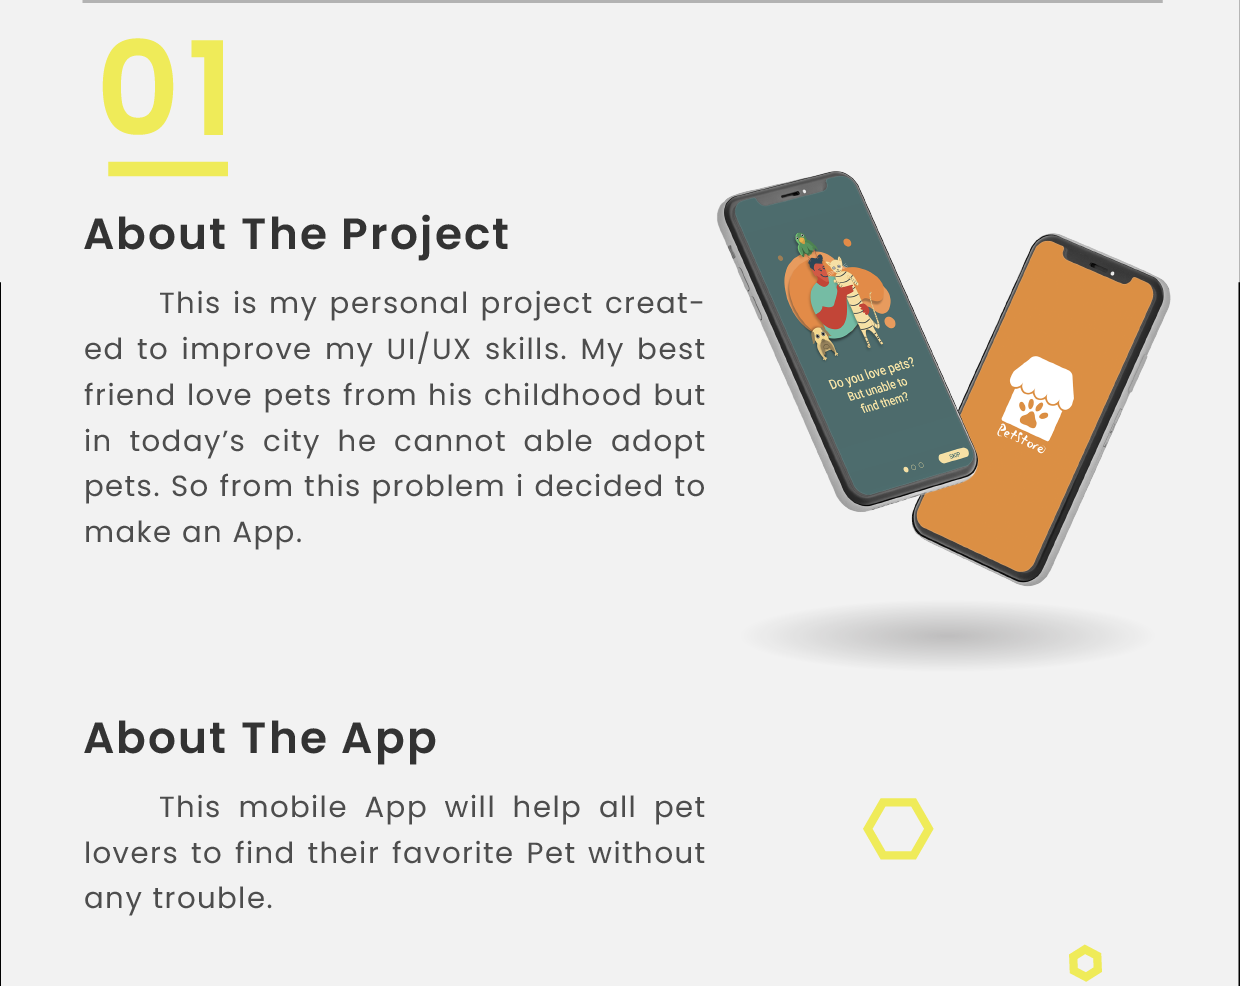 01
About The Project
This is my personal project creat-
ed to improve my UI/UX skills. My best
friend love pets from his childhood but
in today’s city he cannot able adopt
pets. So from this problem i decided to
make an App.
Do you love pets?
But unable to
find them?
SKIP
PetStore
About The App
This mobile App will help all pet
lovers to find their favorite Pet without
any trouble.